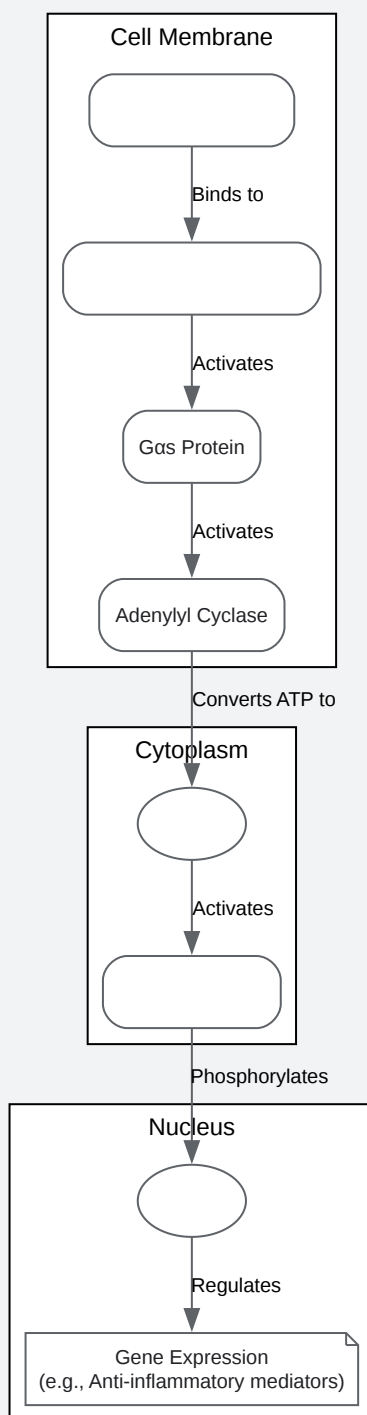 Cell Membrane
Binds to
Activates
Gαs Protein
Activates
Adenylyl Cyclase
Converts ATP to
Cytoplasm
Activates
Phosphorylates
Nucleus
Regulates
Gene Expression
(e.g., Anti-inflammatory mediators)